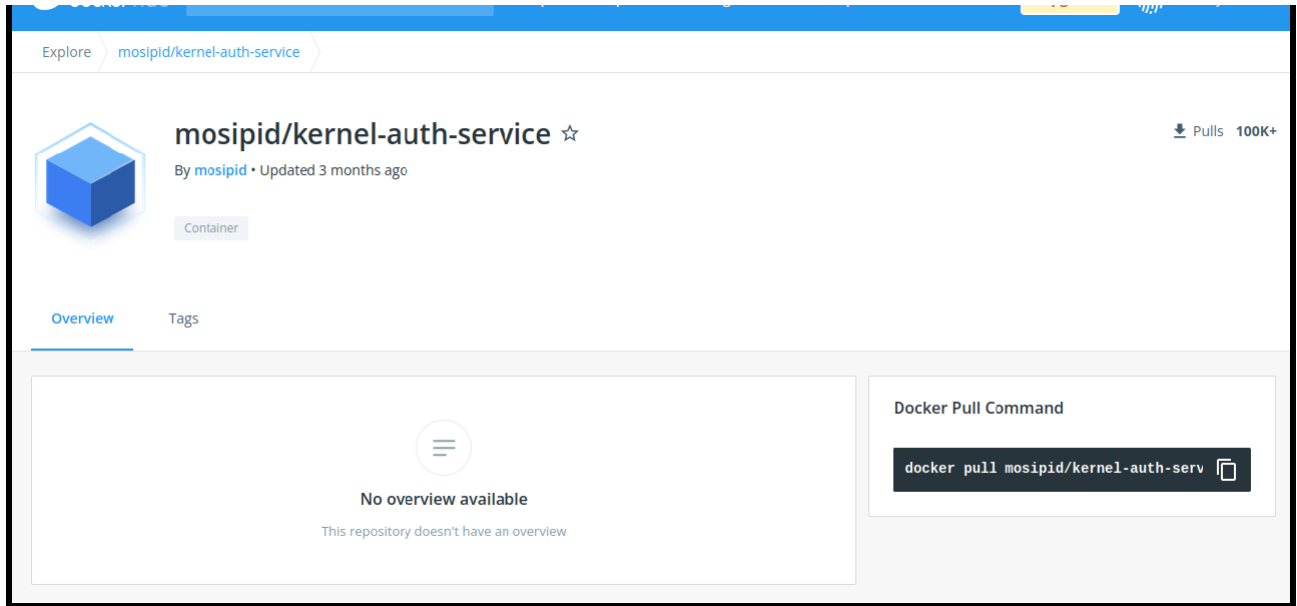 Explore
mosipid/kernel-auth-service
mosipid/kernel-auth-service
Pulls 100K+
By mosipid • Updated 3 months ago
Container
Overview
Tags
Docker Pull Command
docker pull mosipid/kernel-auth-serv
No overview available
This repository doesn't have an overview